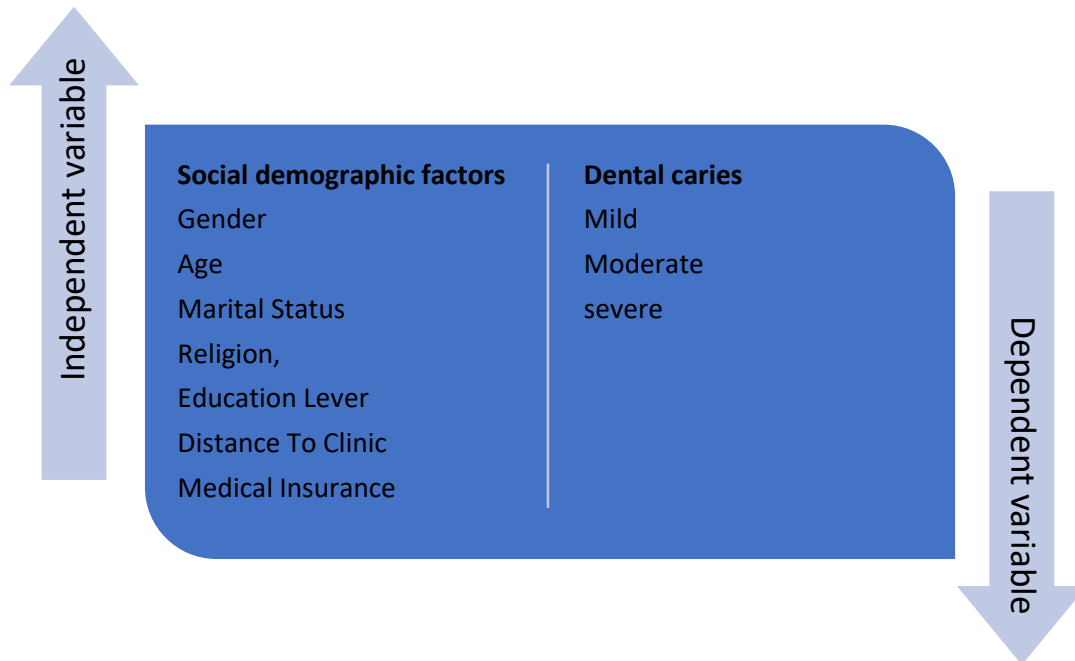 Independent variable
Social demographic factors
Gender
Age
Marital Status
Religion,
Education Lever
Distance To Clinic
Medical Insurance
Dental caries
Mild
Moderate
severe
Dependent variable